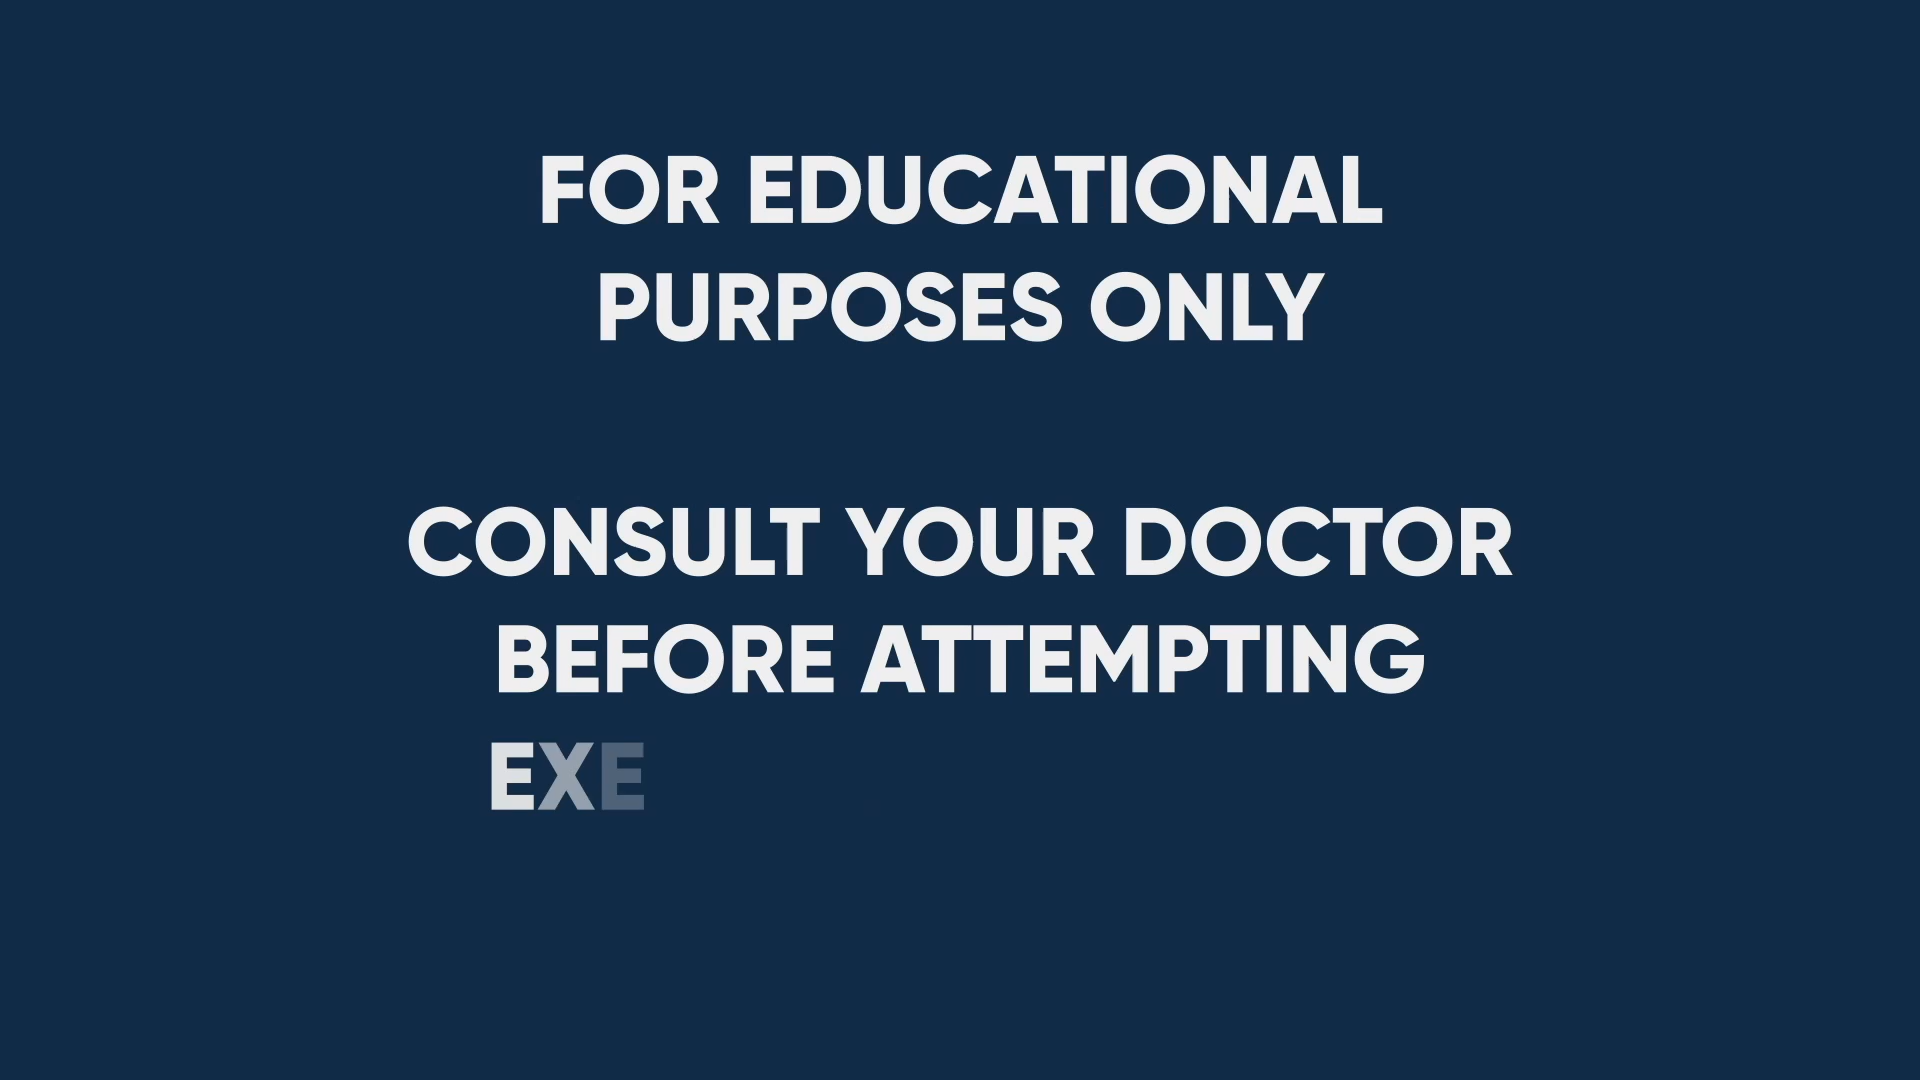 FOR EDUCATIONAL
PURPOSES ONLY
CONSULT YOUR DOCTOR
BEFORE ATTEMPTING
EXE